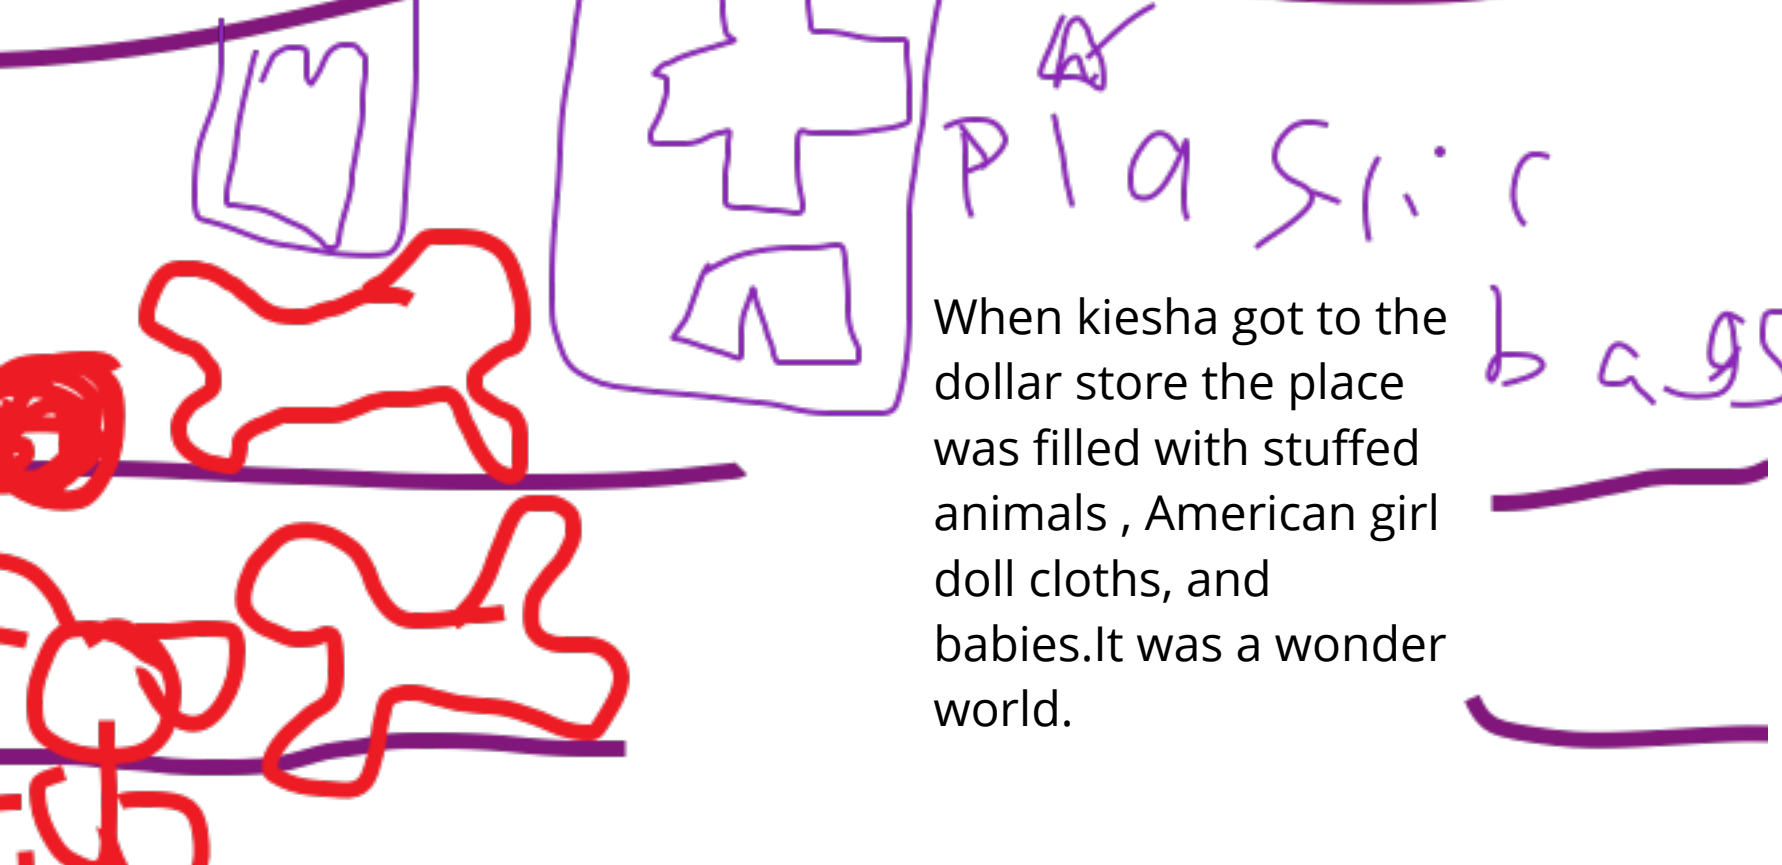 plastic
bags
When kiesha got to the
dollar store the place
was filled with stuffed
animals , American girl
doll cloths, and
babies.It was a wonder
world.